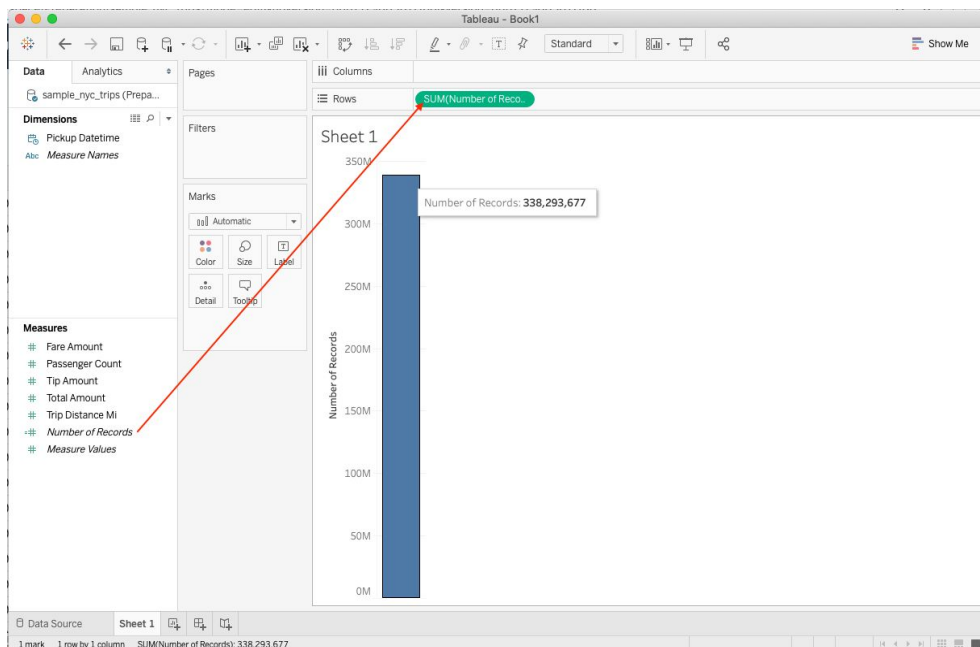 Tableau - Book1
Standard
Show Me
Data
Analytics
Pages
Columns
sample_nyc_trips (Prepa...
Rows
SUM(Number of Reco..
Dimensions
Pickup Datetime
Abc Measure Names
Filters
Marks
Automatic
Color
Size
Label
Detail
Tooltip
Measures
Fare Amount
Passenger Count
Tip Amount
Total Amount
Trip Distance Mi
Number of Records
Measure Values
Sheet 1
350M
300M
250M
200M
150M
100M
50M
0M
Number of Records
Number of Records: 338,293,677
Data Source
Sheet 1
1 mark 1 row by 1 column SUM(Number of Records): 338,293,677